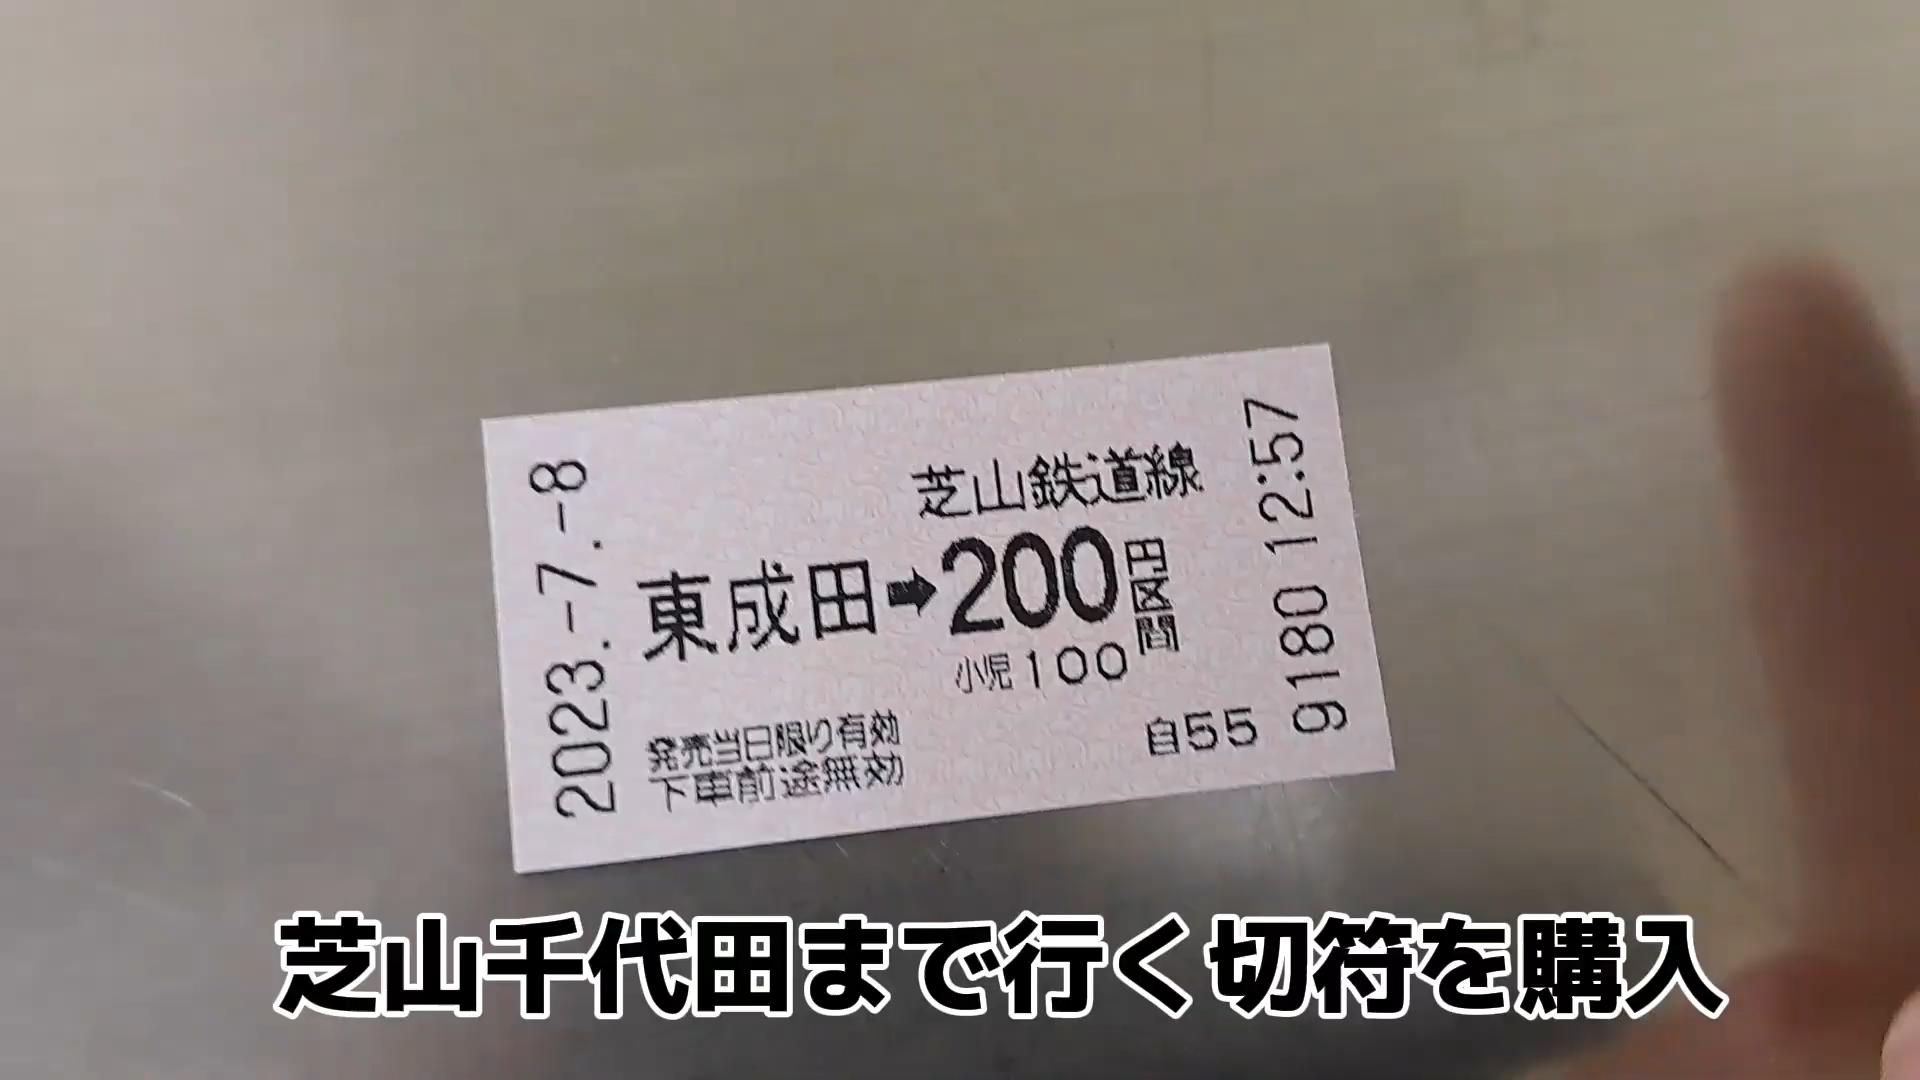 2023.-7.-8
芝山鉄道線
東成田➡200円区間
小児100
発売当日限り有効
下車前途無効
自55
9180 12:57
芝山千代田まで行く切符を購入